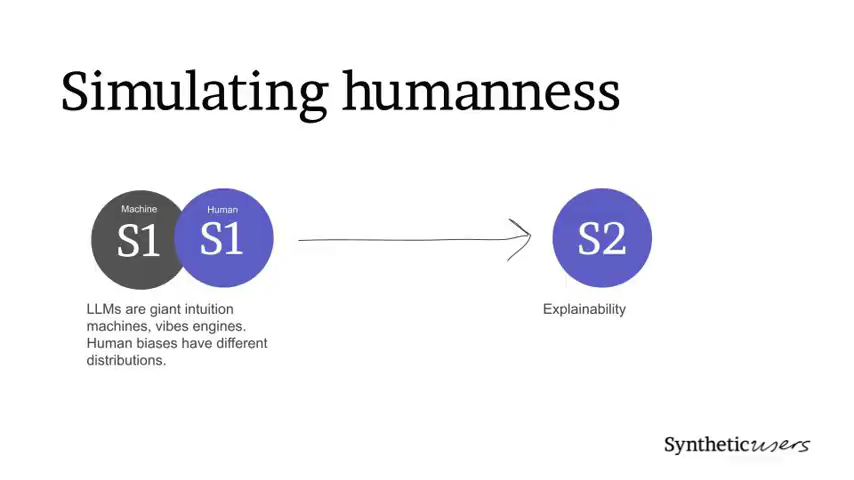 Simulating humanness
Machine
Human
S1
S1
S2
LLMs are giant intuition
machines, vibes engines.
Human biases have different
distributions.
Explainability
Syntheticusers